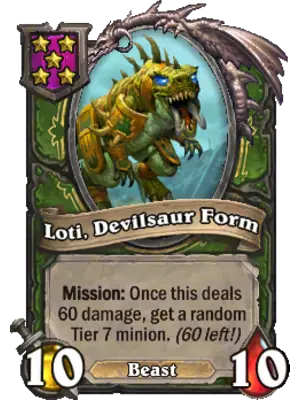 Loti, Devilsaur Form
Mission: Once this deals
60 damage, get a random
Tier 7 minion. (60 left!)
10
Beast
10